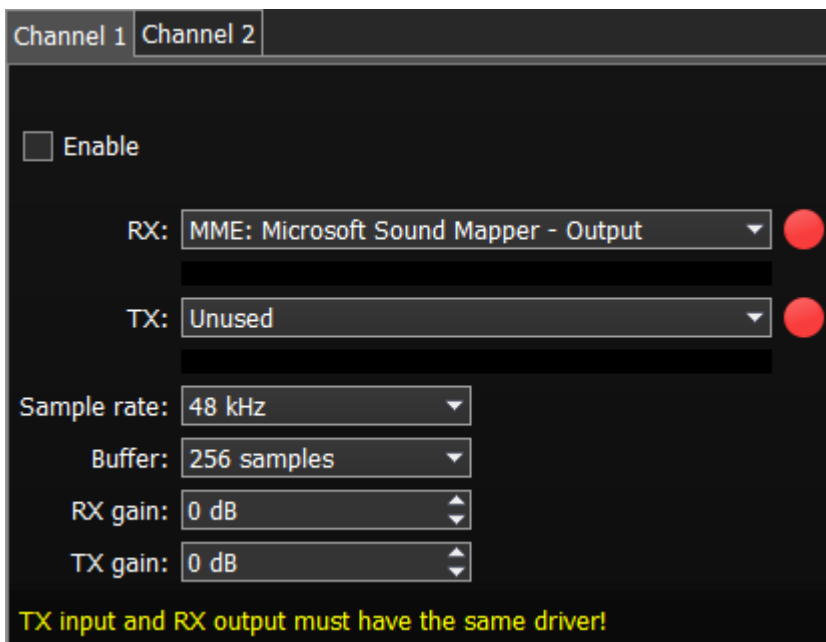 Channel 1 Channel 2
Enable
RX: MME: Microsoft Sound Mapper - Output
TX: Unused
Sample rate: 48 kHz
Buffer: 256 samples
RX gain: 0 dB
TX gain: 0 dB
TX input and RX output must have the same driver!